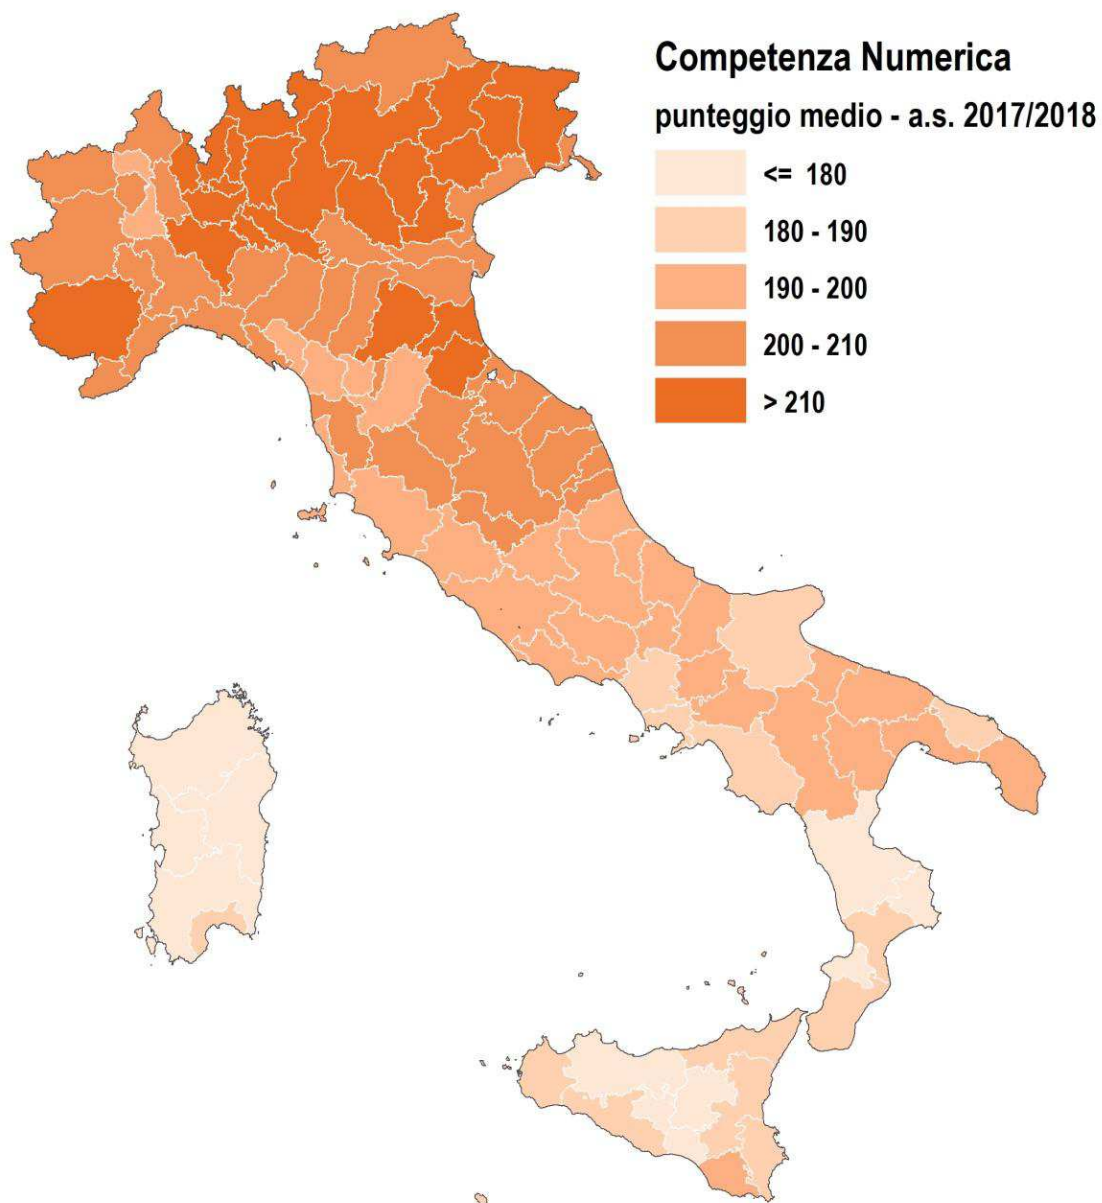 Competenza Numerica
punteggio medio - a.s. 2017/2018
<= 180
180 - 190
190 - 200
200 - 210
> 210